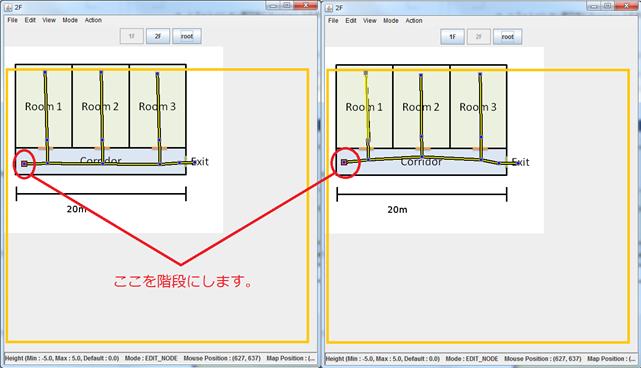 2F
File Edit View Mode Action
1F 2F root
Room 1 Room 2 Room 3
Corridor
Exit
20m
Height (Min : -5.0, Max : 5.0, Default : 0.0) Mode : EDIT_NODE Mouse Position : (627, 637) Map Position : (...
2F
File Edit View Mode Action
1F 2F root
Room 1 Room 2 Room 3
Corridor
Exit
20m
Height (Min : -5.0, Max : 5.0, Default : 0.0) Mode : EDIT_NODE Mouse Position : (627, 637) Map Position : (...
ここを階段にします。